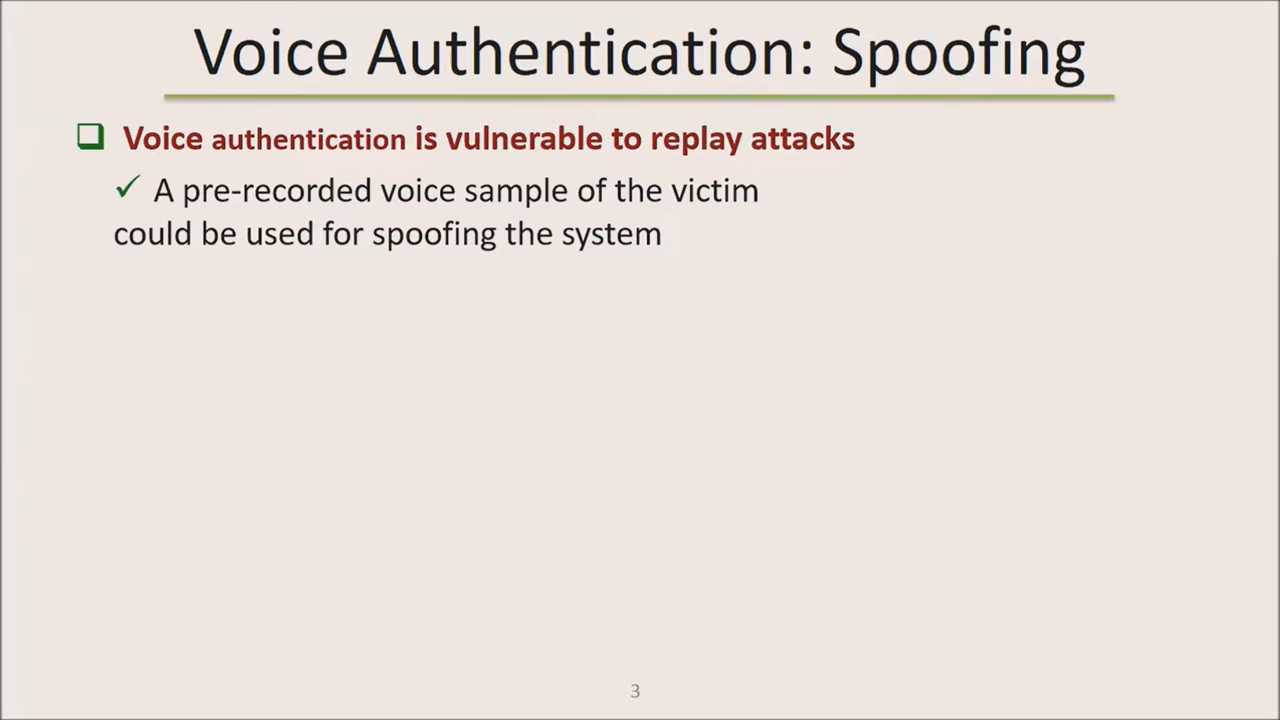 Voice Authentication: Spoofing
Voice authentication is vulnerable to replay attacks
✓ A pre-recorded voice sample of the victim
could be used for spoofing the system
3